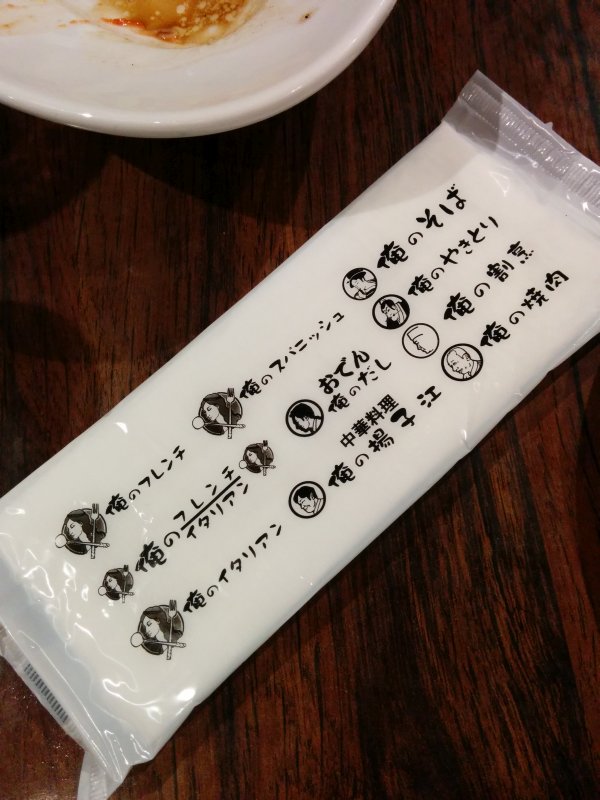 俺のそば
俺のやきとり
俺の割烹
俺の焼肉
俺のスパニッシュ
おでん
俺のだし
中華料理
俺の揚子江
俺のフレンチ
俺のフレンチ
イタリアン
俺のイタリアン